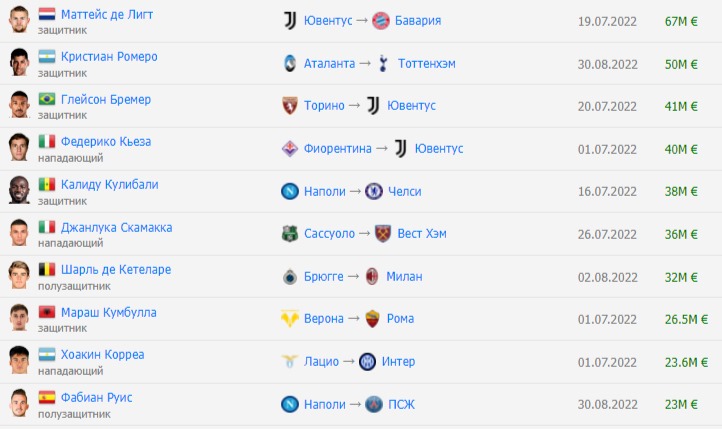 Маттейс де Лигт
защитник
Ювентус → Бавария
19.07.2022
67M €
Кристиан Ромеро
защитник
Аталанта → Тоттенхэм
30.08.2022
50M €
Глейсон Бремер
защитник
Торино → Ювентус
20.07.2022
41M €
Федерико Кьеза
нападающий
Фиорентина → Ювентус
01.07.2022
40M €
Калиду Кулибали
защитник
Наполи → Челси
16.07.2022
38M €
Джанлука Скамакка
нападающий
Сассуоло → Вест Хэм
26.07.2022
36M €
Шарль де Кетеларе
полузащитник
Брюгге → Милан
02.08.2022
32M €
Мараш Кумбулла
защитник
Верона → Рома
01.07.2022
26.5M €
Хоакин Корреа
нападающий
Лацио → Интер
01.07.2022
23.6M €
Фабиан Руис
полузащитник
Наполи → ПСЖ
30.08.2022
23M €